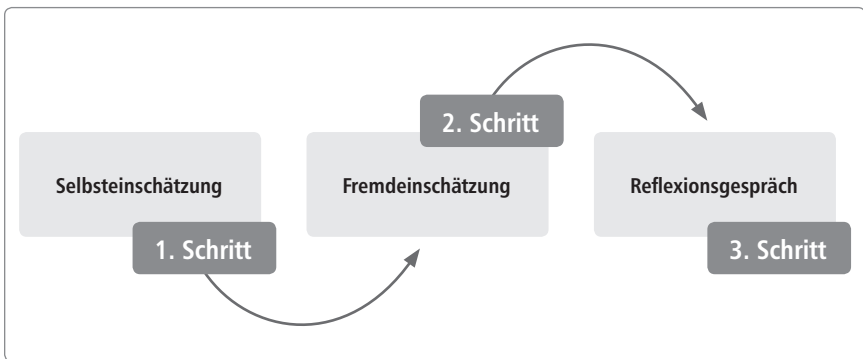 Selbsteinschätzung
1. Schritt
Fremdeinschätzung
2. Schritt
Reflexionsgespräch
3. Schritt